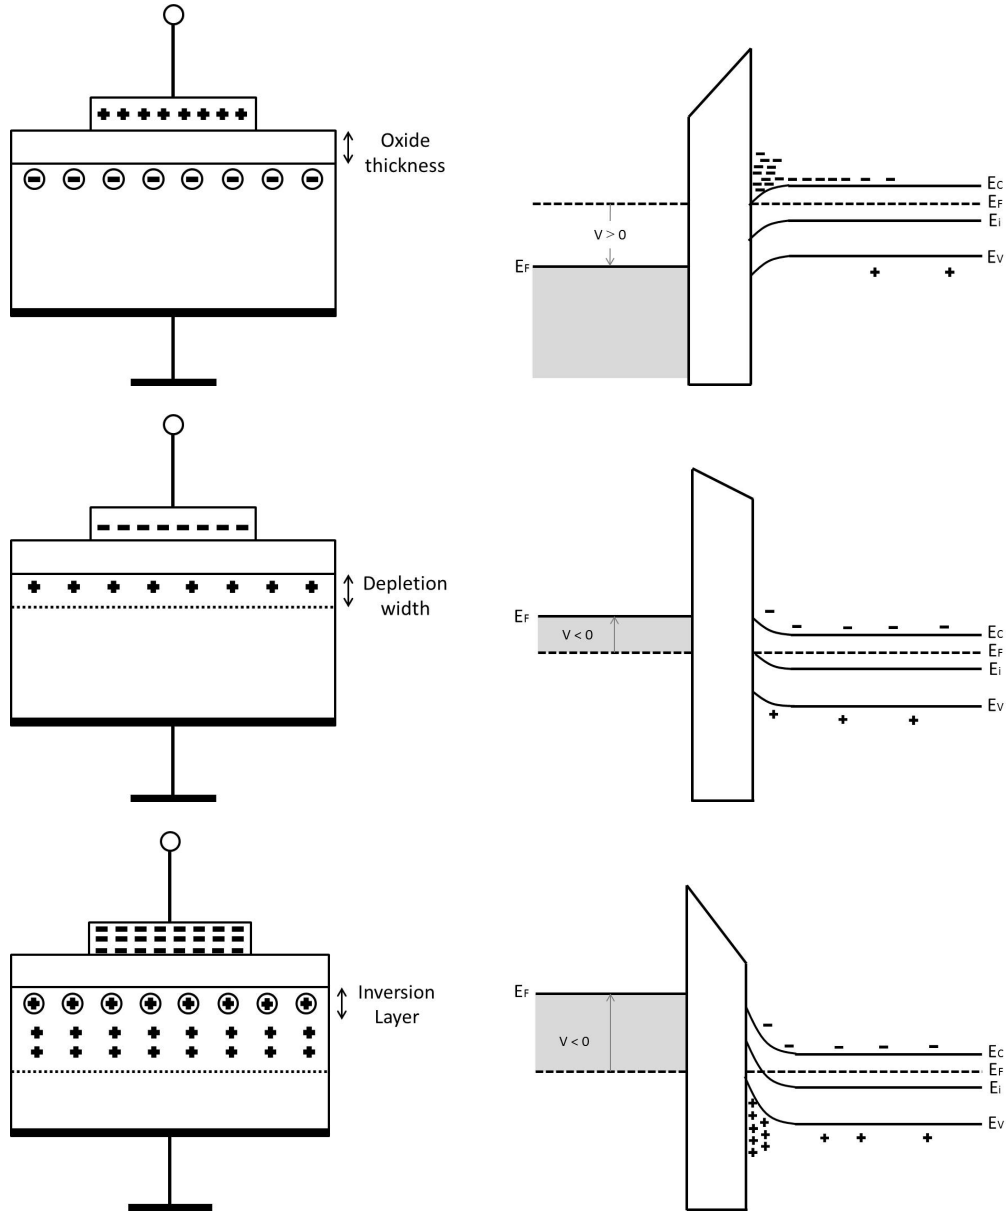 Oxide
thickness
V > 0
EC
EF
Ei
EV
EF
Depletion
width
EF
V < 0
EC
EF
Ei
EV
Inversion
Layer
EF
V < 0
EC
EF
Ei
EV